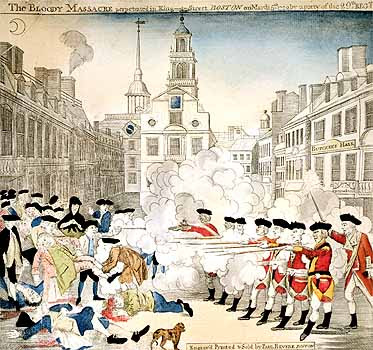 The BLOODY MASSACRE perpetrated in King Street BOSTON on March 5th 1770 by a party of the 29th REGT
BUTCHER'S HALL
Engrav'd Printed & Sold by PAUL REVERE BOSTON